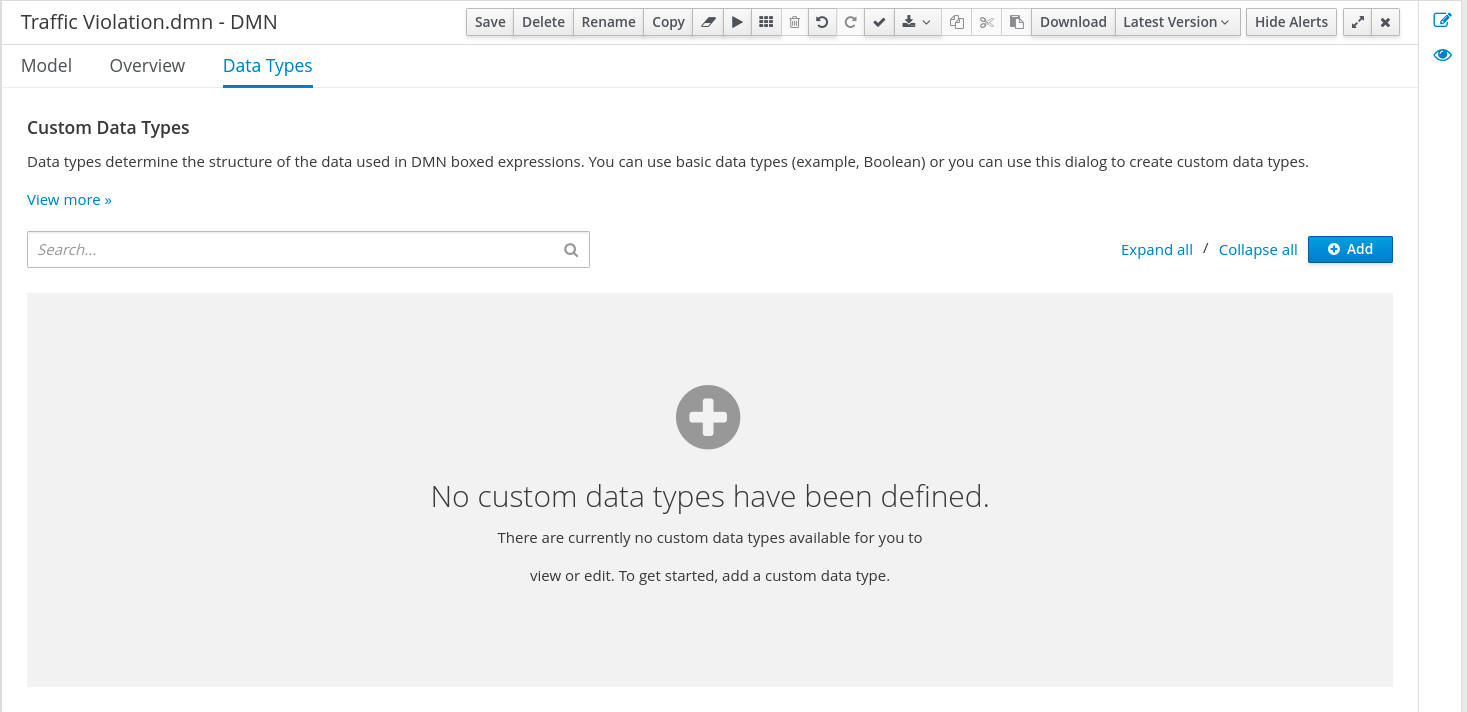 Traffic Violation.dmn - DMN
Save Delete Rename Copy Download Latest Version Hide Alerts
Model Overview Data Types
Custom Data Types
Data types determine the structure of the data used in DMN boxed expressions. You can use basic data types (example, Boolean) or you can use this dialog to create custom data types.
View more »
Search...
Expand all / Collapse all Add
No custom data types have been defined.
There are currently no custom data types available for you to
view or edit. To get started, add a custom data type.